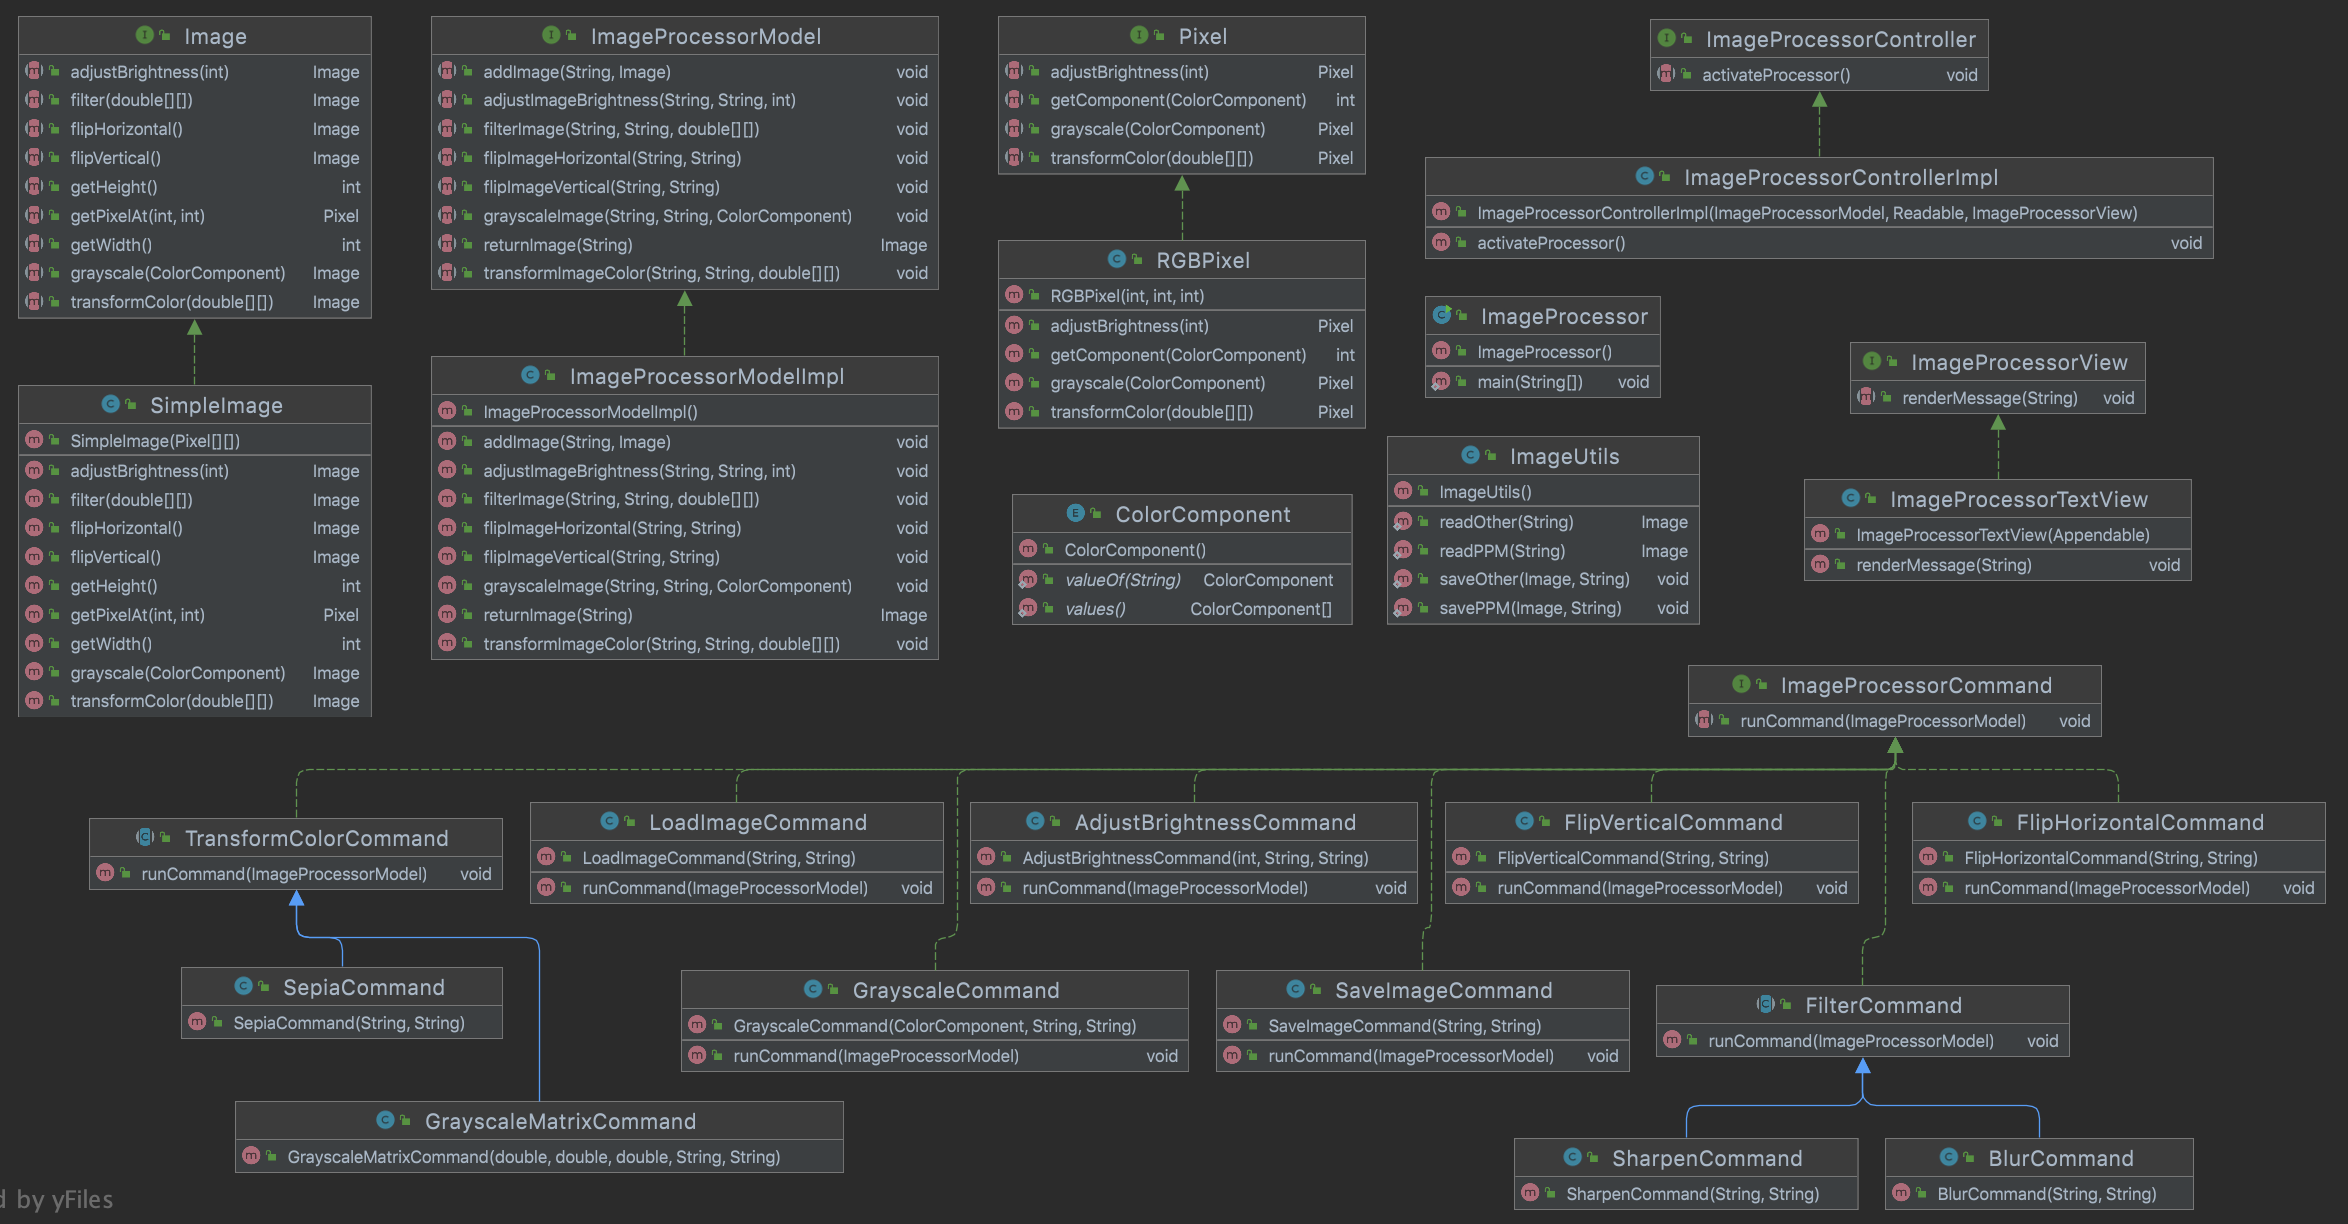 Image
adjustBrightness(int) Image
filter(double[][]) Image
flipHorizontal() Image
flipVertical() Image
getHeight() int
getPixelAt(int, int) Pixel
getWidth() int
grayscale(ColorComponent) Image
transformColor(double[][]) Image
ImageProcessorModel
addImage(String, Image) void
adjustImageBrightness(String, String, int) void
filterImage(String, String, double[][]) void
flipImageHorizontal(String, String) void
flipImageVertical(String, String) void
grayscaleImage(String, String, ColorComponent) void
returnImage(String) Image
transformImageColor(String, String, double[][]) void
Pixel
adjustBrightness(int) Pixel
getComponent(ColorComponent) int
grayscale(ColorComponent) Pixel
transformColor(double[][]) Pixel
ImageProcessorController
activateProcessor() void
ImageProcessorControllerImpl
ImageProcessorControllerImpl(ImageProcessorModel, Readable, ImageProcessorView)
activateProcessor() void
RGBPixel
RGBPixel(int, int, int)
adjustBrightness(int) Pixel
getComponent(ColorComponent) int
grayscale(ColorComponent) Pixel
transformColor(double[][]) Pixel
ImageProcessor
ImageProcessor()
main(String[]) void
ImageProcessorView
renderMessage(String) void
SimpleImage
SimpleImage(Pixel[][])
adjustBrightness(int) Image
filter(double[][]) Image
flipHorizontal() Image
flipVertical() Image
getHeight() int
getPixelAt(int, int) Pixel
getWidth() int
grayscale(ColorComponent) Image
transformColor(double[][]) Image
ImageProcessorModelImpl
ImageProcessorModelImpl()
addImage(String, Image) void
adjustImageBrightness(String, String, int) void
filterImage(String, String, double[][]) void
flipImageHorizontal(String, String) void
flipImageVertical(String, String) void
grayscaleImage(String, String, ColorComponent) void
returnImage(String) Image
transformImageColor(String, String, double[][]) void
ColorComponent
ColorComponent()
valueOf(String) ColorComponent
values() ColorComponent[]
ImageUtils
ImageUtils()
readOther(String) Image
readPPM(String) Image
saveOther(Image, String) void
savePPM(Image, String) void
ImageProcessorTextView
ImageProcessorTextView(Appendable)
renderMessage(String) void
ImageProcessorCommand
runCommand(ImageProcessorModel) void
TransformColorCommand
runCommand(ImageProcessorModel) void
LoadImageCommand
LoadImageCommand(String, String)
runCommand(ImageProcessorModel) void
AdjustBrightnessCommand
AdjustBrightnessCommand(int, String, String)
runCommand(ImageProcessorModel) void
FlipVerticalCommand
FlipVerticalCommand(String, String)
runCommand(ImageProcessorModel) void
FlipHorizontalCommand
FlipHorizontalCommand(String, String)
runCommand(ImageProcessorModel) void
SepiaCommand
SepiaCommand(String, String)
GrayscaleCommand
GrayscaleCommand(ColorComponent, String, String)
runCommand(ImageProcessorModel) void
SaveImageCommand
SaveImageCommand(String, String)
runCommand(ImageProcessorModel) void
FilterCommand
runCommand(ImageProcessorModel) void
GrayscaleMatrixCommand
GrayscaleMatrixCommand(double, double, double, String, String)
SharpenCommand
SharpenCommand(String, String)
BlurCommand
BlurCommand(String, String)
by yFiles